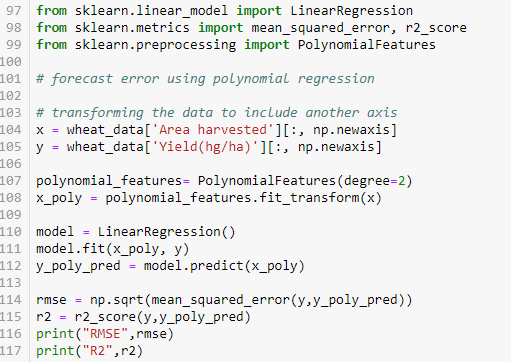 97 from sklearn.linear_model import LinearRegression
98 from sklearn.metrics import mean_squared_error, r2_score
99 from sklearn.preprocessing import PolynomialFeatures
100
101 # forecast error using polynomial regression
102
103 # transforming the data to include another axis
104 x = wheat_data['Area harvested'][:, np.newaxis]
105 y = wheat_data['Yield(hg/ha)'][:, np.newaxis]
106
107 polynomial_features= PolynomialFeatures(degree=2)
108 x_poly = polynomial_features.fit_transform(x)
109
110 model = LinearRegression()
111 model.fit(x_poly, y)
112 y_poly_pred = model.predict(x_poly)
113
114 rmse = np.sqrt(mean_squared_error(y,y_poly_pred))
115 r2 = r2_score(y,y_poly_pred)
116 print("RMSE",rmse)
117 print("R2",r2)